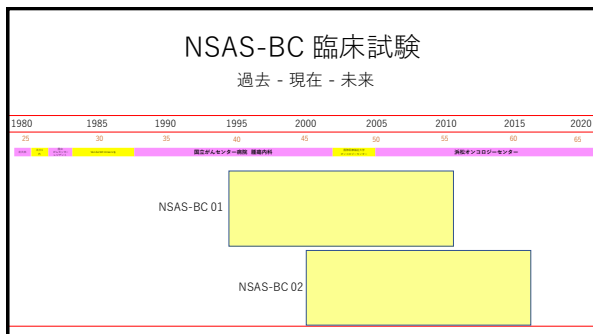 NSAS-BC 臨床試験
過去 - 現在 - 未来
1980 1985 1990 1995 2000 2005 2010 2015 2020
25 30 35 40 45 50 55 60 65
国立がんセンター病院 腫瘍内科 浜松オンコロジーセンター
NSAS-BC 01
NSAS-BC 02